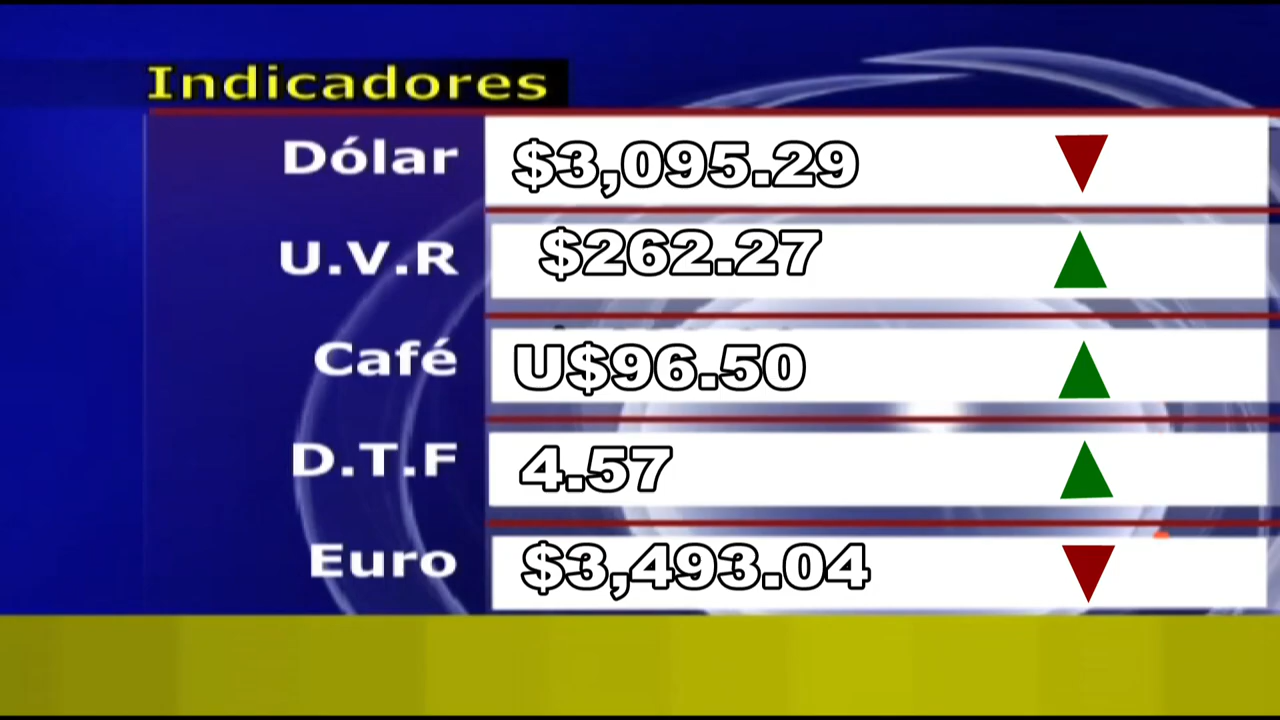 Indicadores
Dólar $3,095.29
U.V.R $262.27
Café U$96.50
D.T.F 4.57
Euro $3,493.04